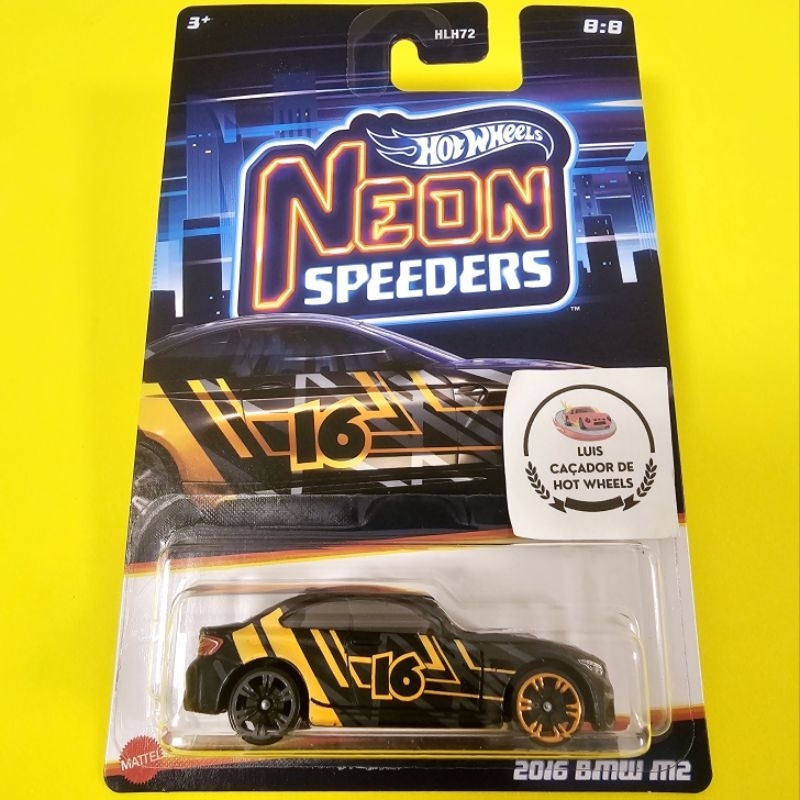 3+
HLH72
8:8
Hot Wheels
NEON
SPEEDERS
™
16
LUIS
CAÇADOR DE
HOT WHEELS
16
MATTEL
2016 BMW M2